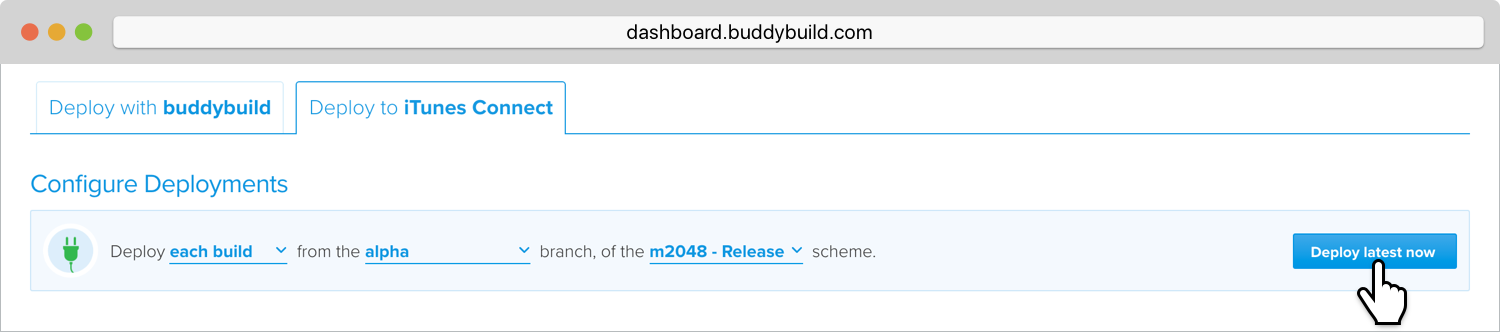 dashboard.buddybuild.com
Deploy with buddybuild Deploy to iTunes Connect
Configure Deployments
Deploy each build from the alpha branch, of the m2048 - Release scheme. Deploy latest now